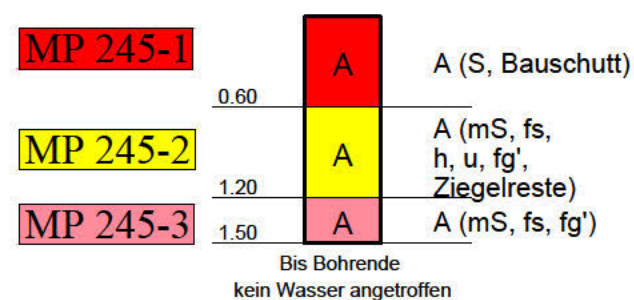 MP 245-1
A
A (S, Bauschutt)
0.60
MP 245-2
A
A (mS, fs,
h, u, fg',
Ziegelreste)
1.20
MP 245-3
A
A (mS, fs, fg')
1.50
Bis Bohrende
kein Wasser angetroffen